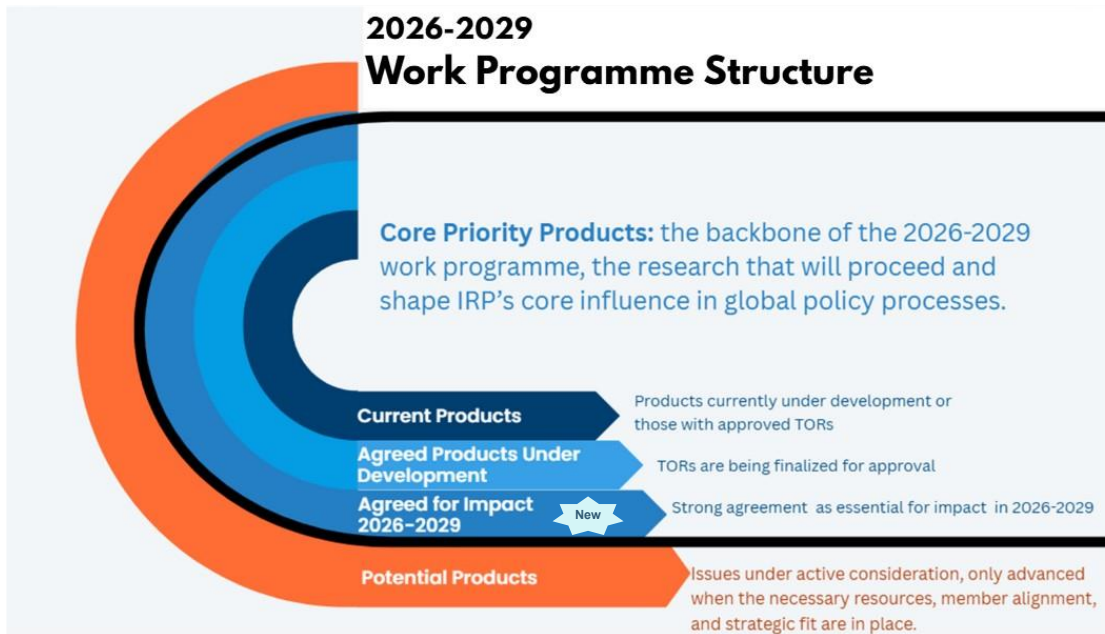 2026-2029
Work Programme Structure
Core Priority Products: the backbone of the 2026-2029
work programme, the research that will proceed and
shape IRP’s core influence in global policy processes.
Current Products
Products currently under development or
those with approved TORs
Agreed Products Under
Development
TORs are being finalized for approval
Agreed for Impact
2026-2029
New
Strong agreement as essential for impact in 2026-2029
Potential Products
Issues under active consideration, only advanced
when the necessary resources, member alignment,
and strategic fit are in place.